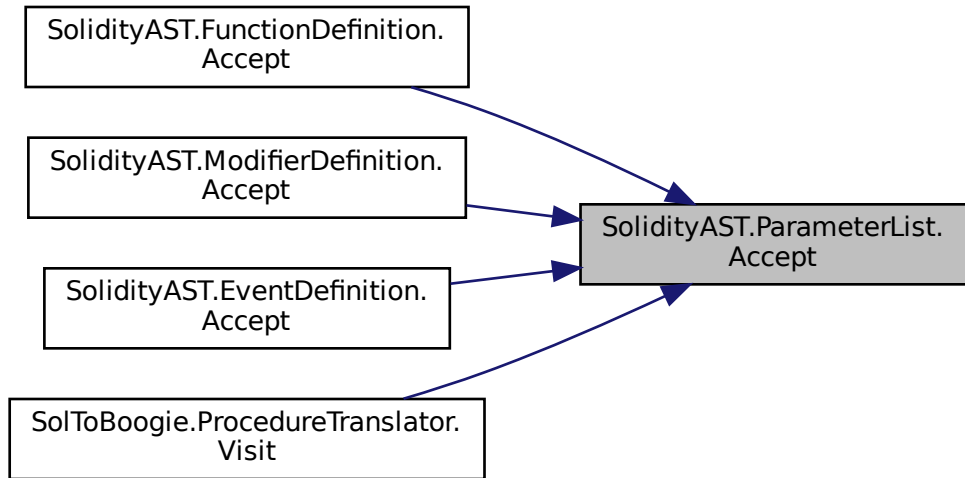 SolidityAST.FunctionDefinition.
Accept
SolidityAST.ModifierDefinition.
Accept
SolidityAST.ParameterList.
Accept
SolidityAST.EventDefinition.
Accept
SolToBoogie.ProcedureTranslator.
Visit